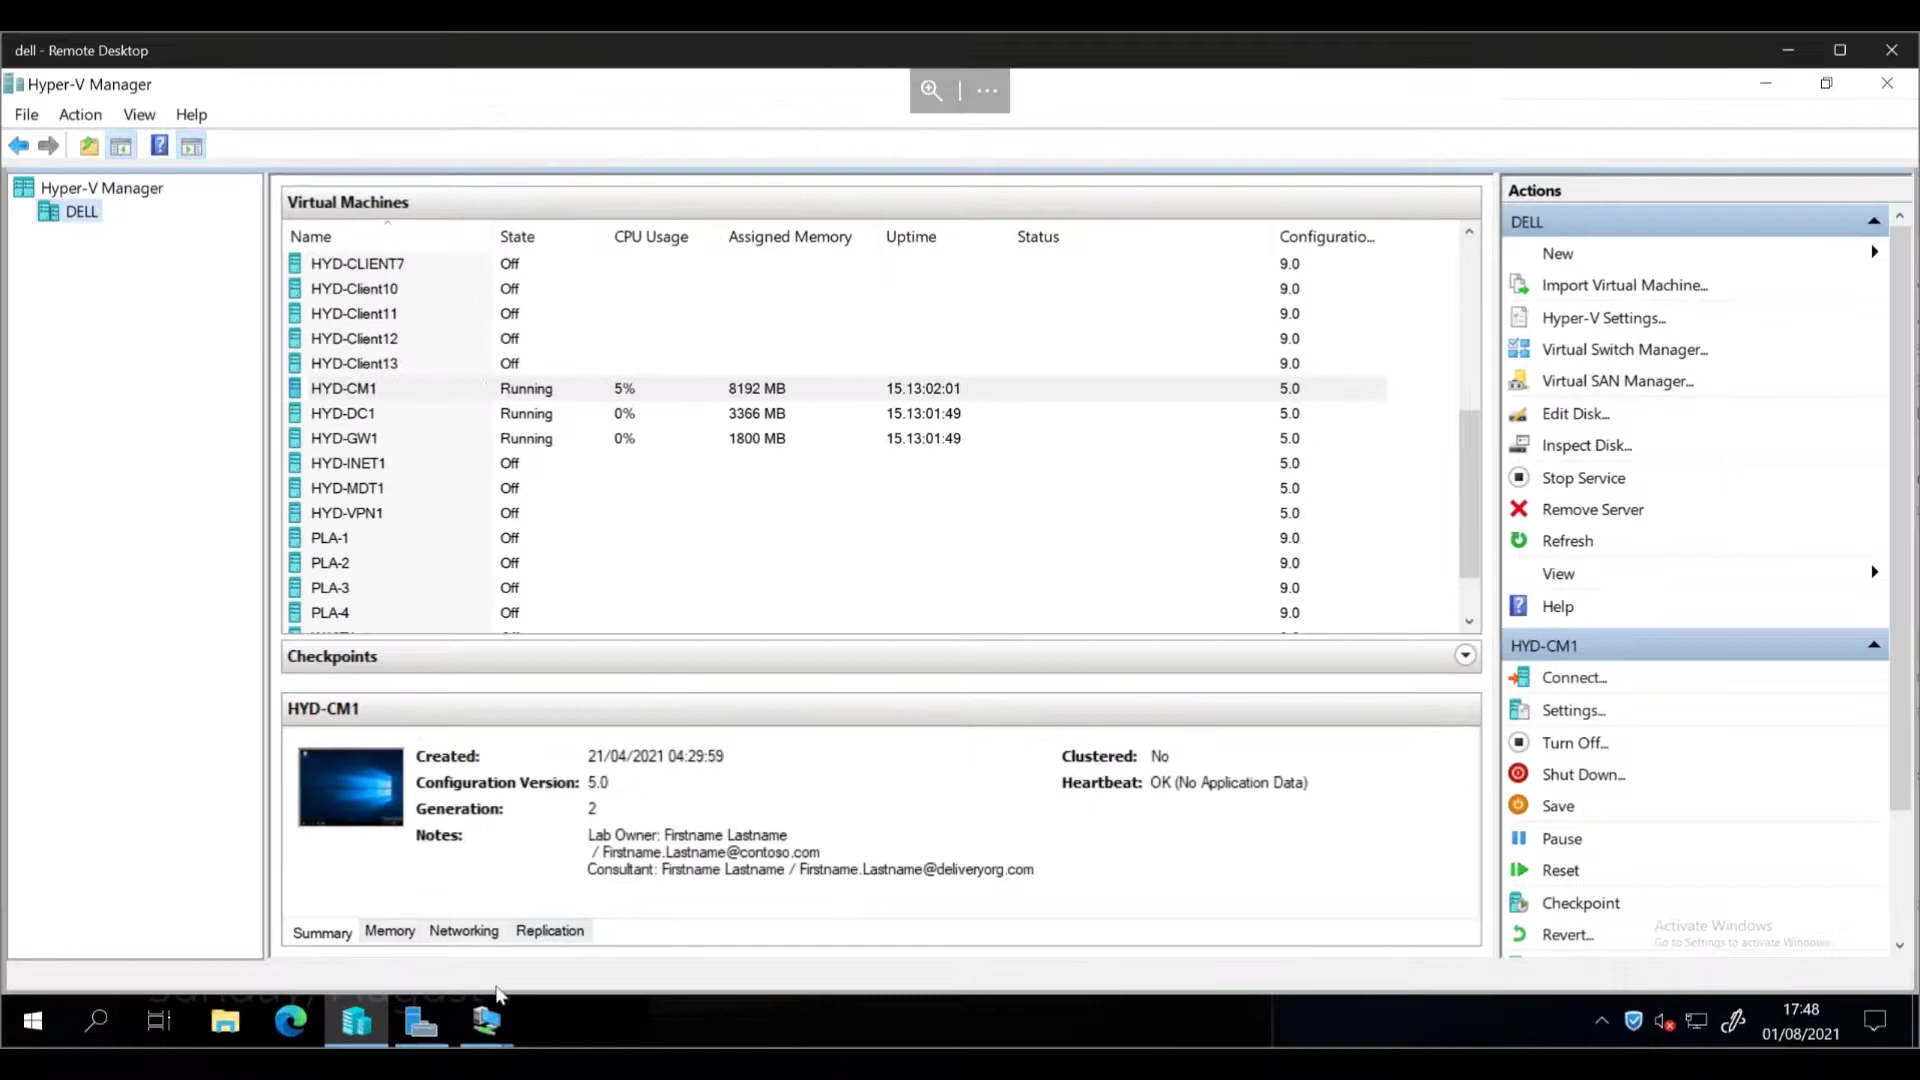 dell - Remote Desktop
Hyper-V Manager
File Action View Help
Hyper-V Manager
DELL
Virtual Machines
Name State CPU Usage Assigned Memory Uptime Status Configuratio...
HYD-CLIENT7 Off 9.0
HYD-Client10 Off 9.0
HYD-Client11 Off 9.0
HYD-Client12 Off 9.0
HYD-Client13 Off 9.0
HYD-CM1 Running 5% 8192 MB 15.13:02:01 5.0
HYD-DC1 Running 0% 3366 MB 15.13:01:49 5.0
HYD-GW1 Running 0% 1800 MB 15.13:01:49 5.0
HYD-INET1 Off 5.0
HYD-MDT1 Off 5.0
HYD-VPN1 Off 5.0
PLA-1 Off 9.0
PLA-2 Off 9.0
PLA-3 Off 9.0
PLA-4 Off 9.0
Checkpoints
HYD-CM1
Created: 21/04/2021 04:29:59 Clustered: No
Configuration Version: 5.0 Heartbeat: OK (No Application Data)
Generation: 2
Notes: Lab Owner: Firstname Lastname
/ Firstname.Lastname@contoso.com
Consultant: Firstname Lastname / Firstname.Lastname@deliveryorg.com
Summary Memory Networking Replication
Actions
DELL
New
Import Virtual Machine...
Hyper-V Settings...
Virtual Switch Manager...
Virtual SAN Manager...
Edit Disk...
Inspect Disk...
Stop Service
Remove Server
Refresh
View
Help
HYD-CM1
Connect...
Settings...
Turn Off...
Shut Down...
Save
Pause
Reset
Checkpoint
Revert...
Activate Windows
Go to Settings to activate Windows.
Sunday, August
17:48
01/08/2021